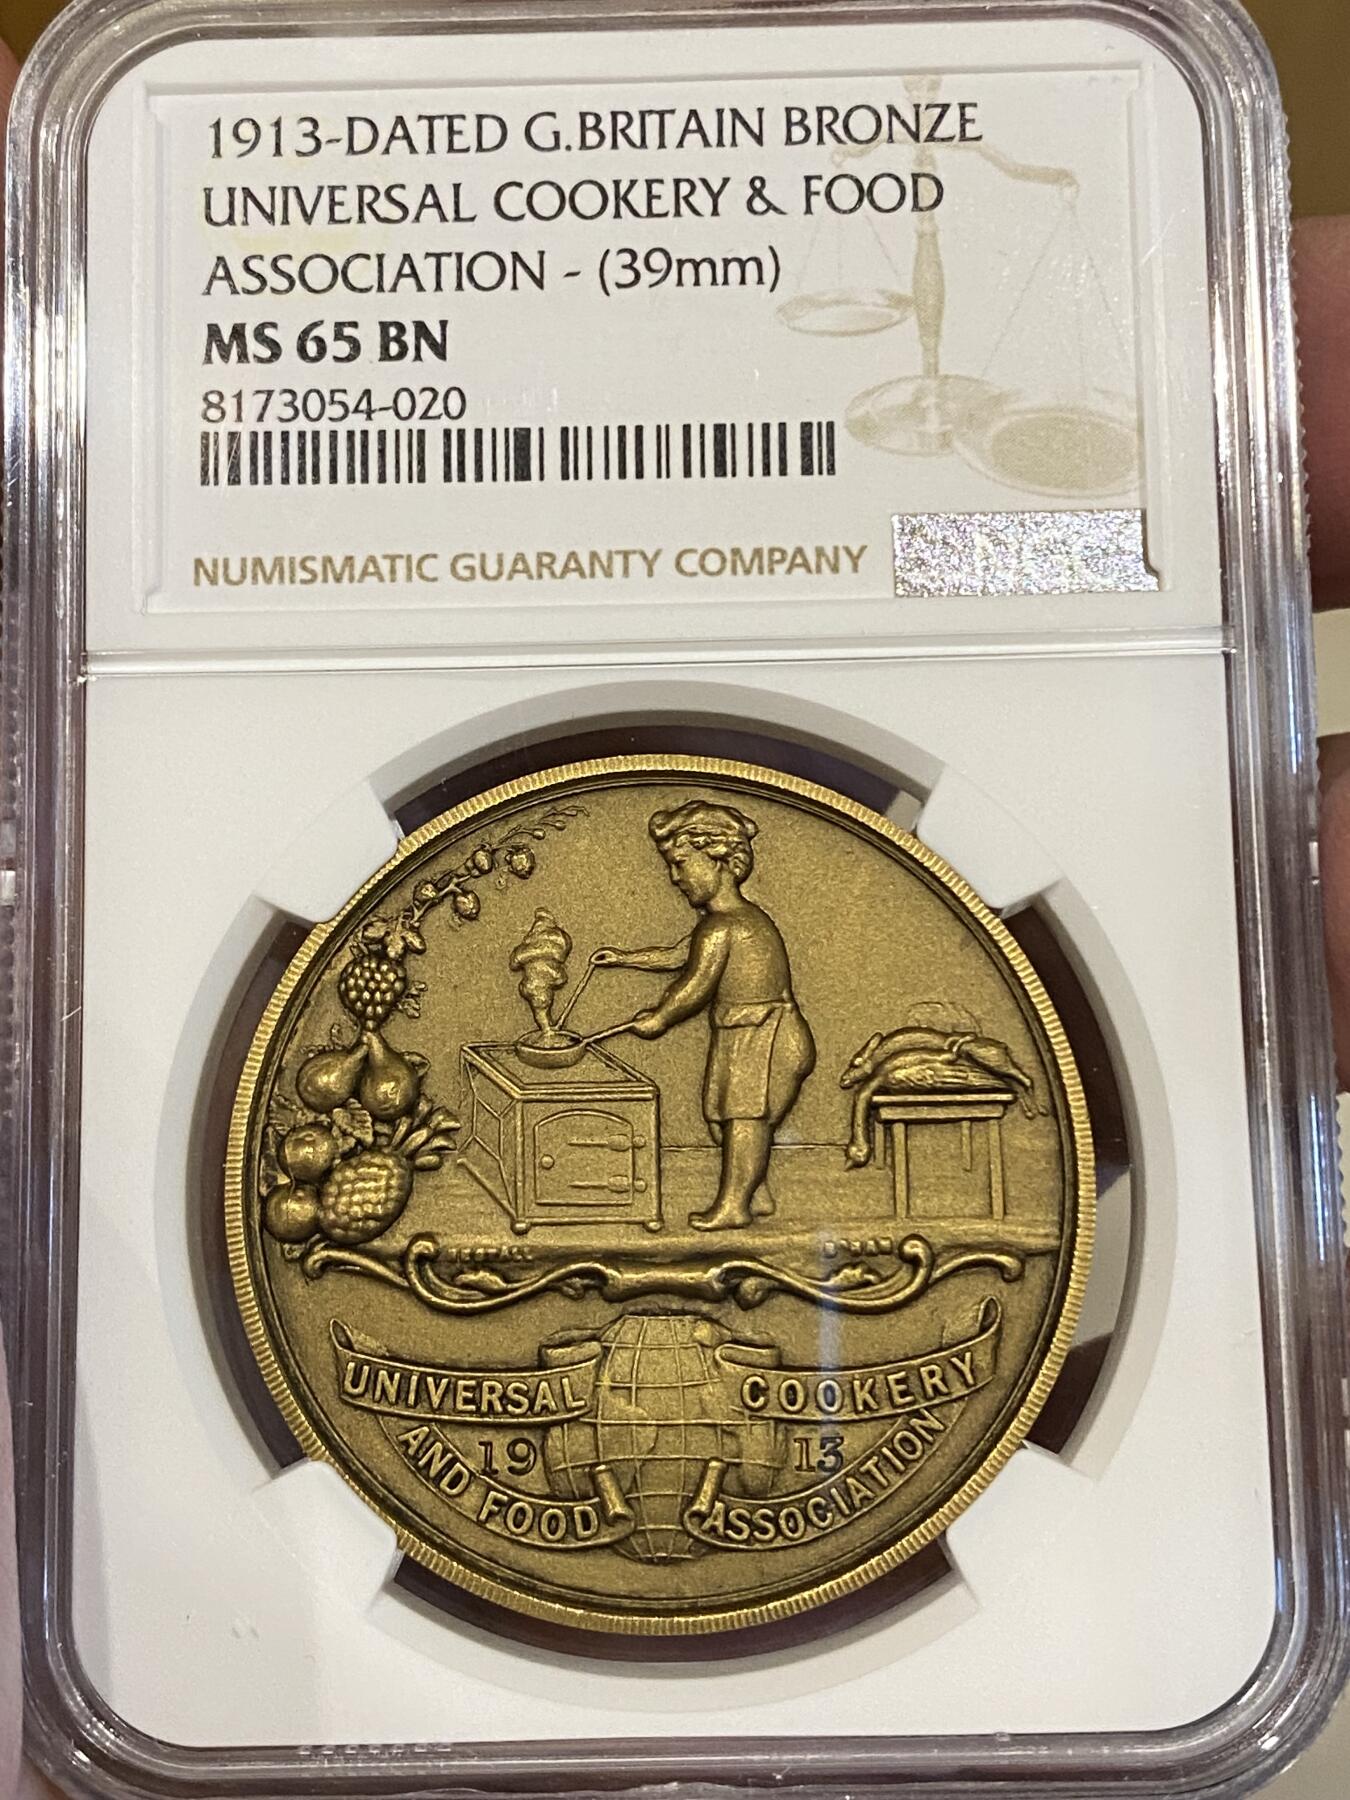 1913-DATED G.BRITAIN BRONZE
UNIVERSAL COOKERY & FOOD
ASSOCIATION - (39mm)
MS 65 BN
8173054-020
NUMISMATIC GUARANTY COMPANY
UNIVERSAL COOKERY
19 13
AND FOOD ASSOCIATION